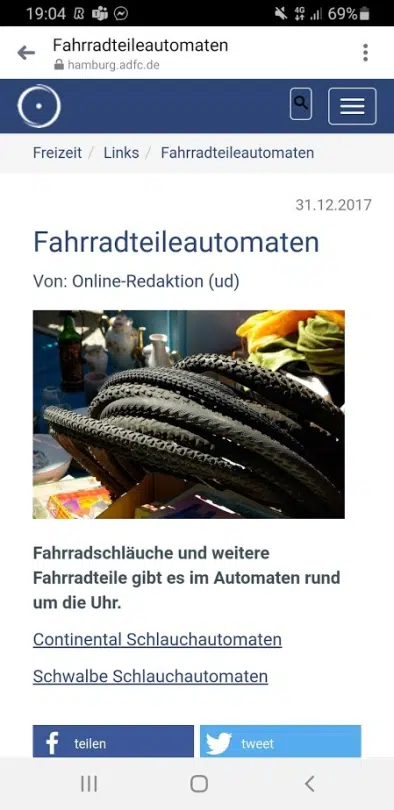 19:04 4G 69%
Fahrradteileautomaten
hamburg.adfc.de
Freizeit / Links / Fahrradteileautomaten
31.12.2017
Fahrradteileautomaten
Von: Online-Redaktion (ud)
Fahrradschläuche und weitere
Fahrradteile gibt es im Automaten rund
um die Uhr.
Continental Schlauchautomaten
Schwalbe Schlauchautomaten
f teilen tweet